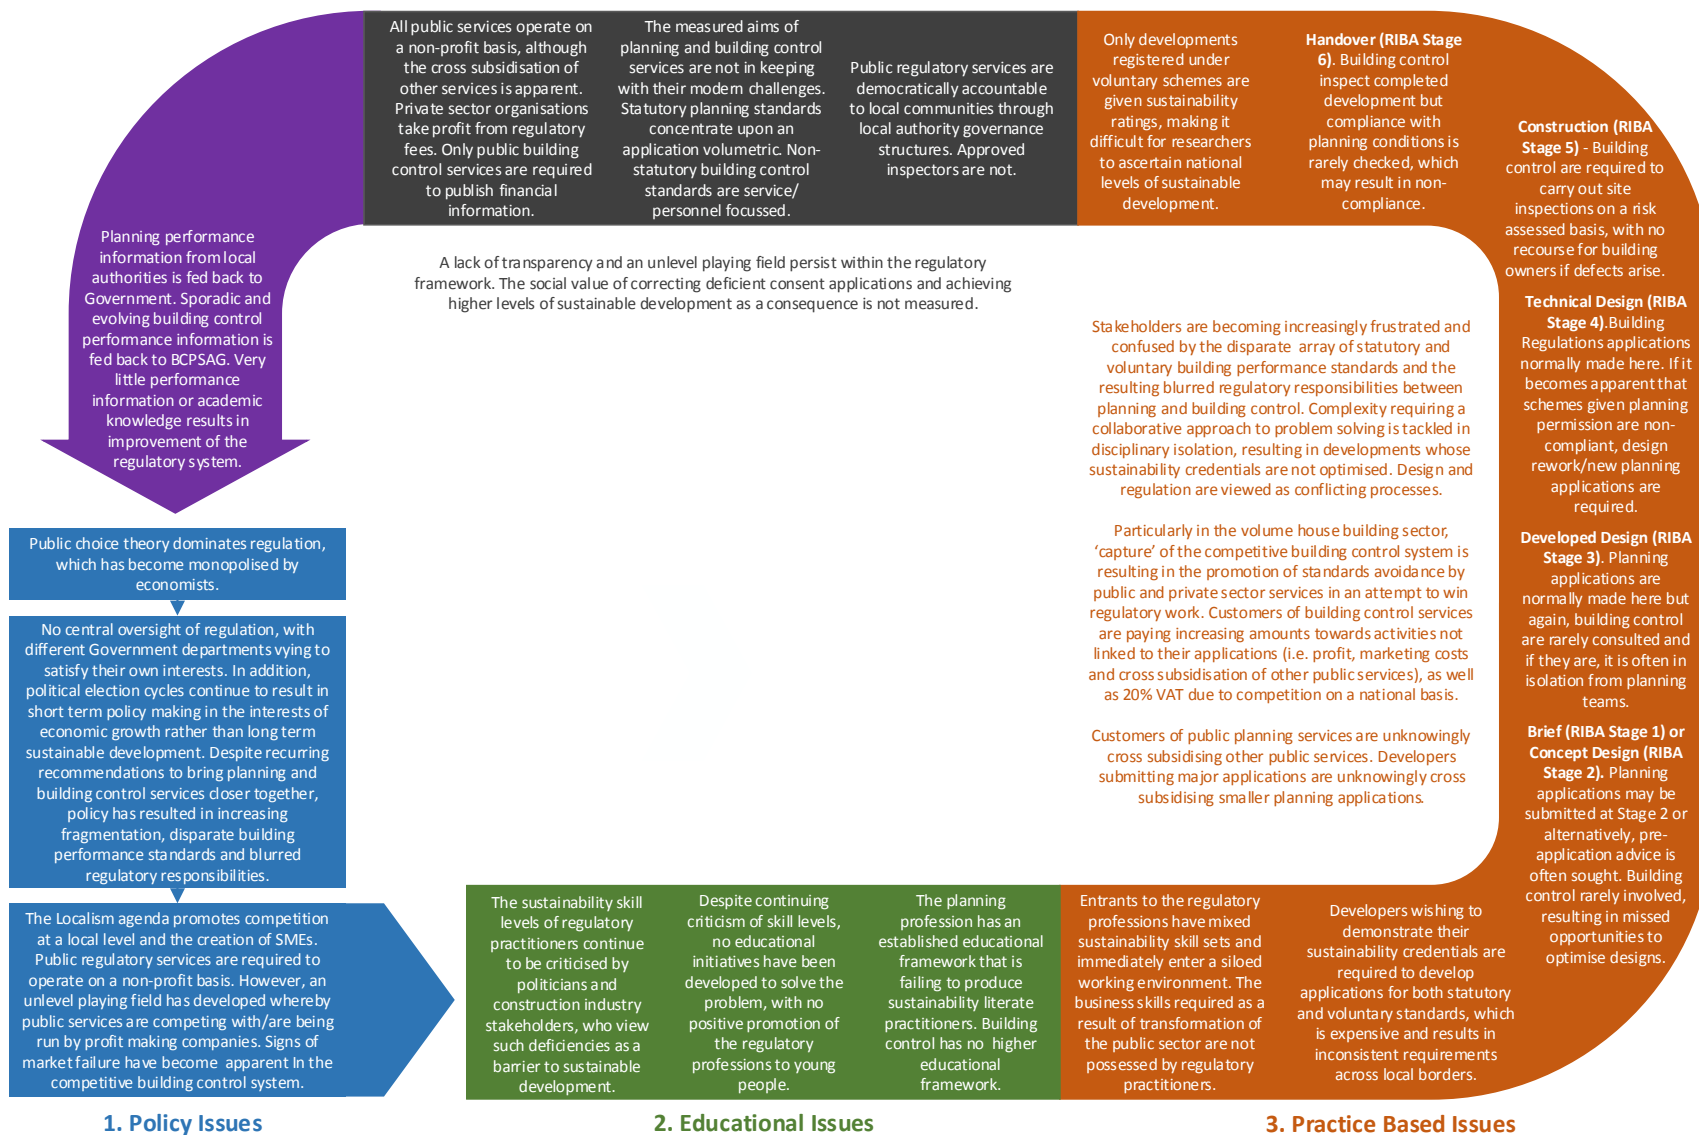 All public services operate on
a non-profit basis, although
the cross subsidisation of
other services is apparent.
Private sector organisations
take profit from regulatory
fees. Only public building
control services are required
to publish financial
information.
The measured aims of
planning and building control
services are not in keeping
with their modern challenges.
Statutory planning standards
concentrate upon an
application volumetric. Non-
statutory building control
standards are service/
personnel focussed.
Public regulatory services are
democratically accountable
to local communities through
local authority governance
structures. Approved
inspectors are not.
Only developments
registered under
voluntary schemes are
given sustainability
ratings, making it
difficult for researchers
to ascertain national
levels of sustainable
development.
Handover (RIBA Stage
6). Building control
inspect completed
development but
compliance with
planning conditions is
rarely checked, which
may result in non-
compliance.
Construction (RIBA
Stage 5) - Building
control are required to
carry out site
inspections on a risk
assessed basis, with no
recourse for building
owners if defects arise.
Technical Design (RIBA
Stage 4).Building
Regulations applications
normally made here. If it
becomes apparent that
schemes given planning
permission are non-
compliant, design
rework/new planning
applications are
required.
Developed Design (RIBA
Stage 3). Planning
applications are
normally made here but
again, building control
are rarely consulted and
if they are, it is often in
isolation from planning
teams.
Brief (RIBA Stage 1) or
Concept Design (RIBA
Stage 2). Planning
applications may be
submitted at Stage 2 or
alternatively, pre-
application advice is
often sought. Building
control rarely involved,
resulting in missed
opportunities to
optimise designs.
Planning performance
information from local
authorities is fed back to
Government. Sporadic and
evolving building control
performance information is
fed back to BCPSAG. Very
little performance
information or academic
knowledge results in
improvement of the
regulatory system.
A lack of transparency and an unlevel playing field persist within the regulatory
framework. The social value of correcting deficient consent applications and achieving
higher levels of sustainable development as a consequence is not measured.
Stakeholders are becoming increasingly frustrated and
confused by the disparate array of statutory and
voluntary building performance standards and the
resulting blurred regulatory responsibilities between
planning and building control. Complexity requiring a
collaborative approach to problem solving is tackled in
disciplinary isolation, resulting in developments whose
sustainability credentials are not optimised. Design and
regulation are viewed as conflicting processes.
Particularly in the volume house building sector,
‘capture’ of the competitive building control system is
resulting in the promotion of standards avoidance by
public and private sector services in an attempt to win
regulatory work. Customers of building control services
are paying increasing amounts towards activities not
linked to their applications (i.e. profit, marketing costs
and cross subsidisation of other public services), as well
as 20% VAT due to competition on a national basis.
Customers of public planning services are unknowingly
cross subsidising other public services. Developers
submitting major applications are unknowingly cross
subsidising smaller planning applications.
Public choice theory dominates regulation,
which has become monopolised by
economists.
No central oversight of regulation, with
different Government departments vying to
satisfy their own interests. In addition,
political election cycles continue to result in
short term policy making in the interests of
economic growth rather than long term
sustainable development. Despite recurring
recommendations to bring planning and
building control services closer together,
policy has resulted in increasing
fragmentation, disparate building
performance standards and blurred
regulatory responsibilities.
The Localism agenda promotes competition
at a local level and the creation of SMEs.
Public regulatory services are required to
operate on a non-profit basis. However, an
unlevel playing field has developed whereby
public services are competing with/are being
run by profit making companies. Signs of
market failure have become apparent In the
competitive building control system.
The sustainability skill
levels of regulatory
practitioners continue
to be criticised by
politicians and
construction industry
stakeholders, who view
such deficiencies as a
barrier to sustainable
development.
Despite continuing
criticism of skill levels,
no educational
initiatives have been
developed to solve the
problem, with no
positive promotion of
the regulatory
professions to young
people.
The planning
profession has an
established educational
framework that is
failing to produce
sustainability literate
practitioners. Building
control has no higher
educational
framework.
Entrants to the regulatory
professions have mixed
sustainability skill sets and
immediately enter a siloed
working environment. The
business skills required as a
result of transformation of
the public sector are not
possessed by regulatory
practitioners.
Developers wishing to
demonstrate their
sustainability credentials are
required to develop
applications for both statutory
and voluntary standards, which
is expensive and results in
inconsistent requirements
across local borders.
1. Policy Issues
2. Educational Issues
3. Practice Based Issues